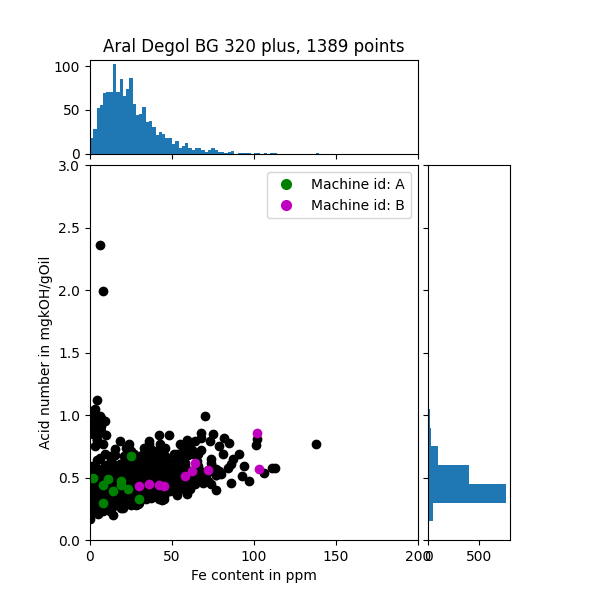 Aral Degol BG 320 plus, 1389 points
100
50
0
3.0
2.5
2.0
1.5
1.0
0.5
0.0
Acid number in mgkOH/gOil
Machine id: A
Machine id: B
0 50 100 150 200
Fe content in ppm
0 500